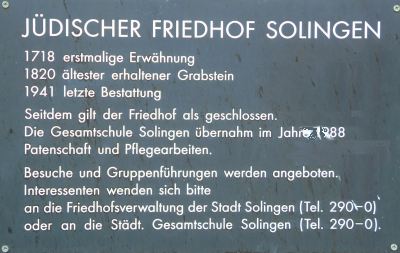 JÜDISCHER FRIEDHOF SOLINGEN
1718 erstmalige Erwähnung
1820 ältester erhaltener Grabstein
1941 letzte Bestattung
Seitdem gilt der Friedhof als geschlossen.
Die Gesamtschule Solingen übernahm im Jahre 1988
Patenschaft und Pflegearbeiten.
Besuche und Gruppenführungen werden angeboten.
Interessenten wenden sich bitte
an die Friedhofsverwaltung der Stadt Solingen (Tel. 290-0)
oder an die Städt. Gesamtschule Solingen (Tel. 290-0).